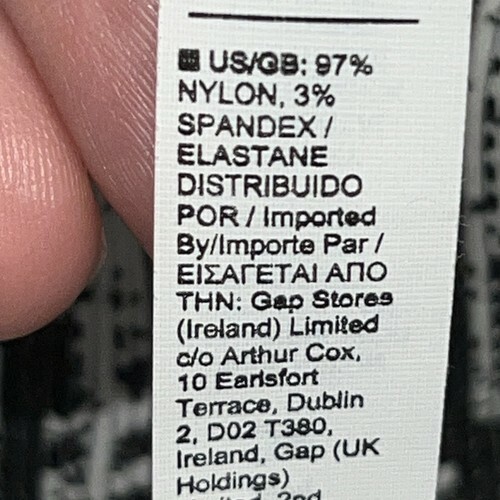 US/GB: 97%
NYLON, 3%
SPANDEX /
ELASTANE
DISTRIBUIDO
POR / Imported
By/Importe Par /
ΕΙΣΑΓΕΤΑΙ ΑΠΟ
ΤΗΝ: Gap Stores
(Ireland) Limited
c/o Arthur Cox,
10 Earlsfort
Terrace, Dublin
2, D02 T380,
Ireland, Gap (UK
Holdings)
2nd